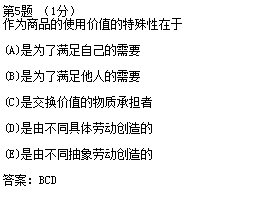 第5题 （1分）
作为商品的使用价值的特殊性在于
(A)是为了满足自己的需要
(B)是为了满足他人的需要
(C)是交换价值的物质承担者
(D)是由不同具体劳动创造的
(E)是由不同抽象劳动创造的
答案：BCD